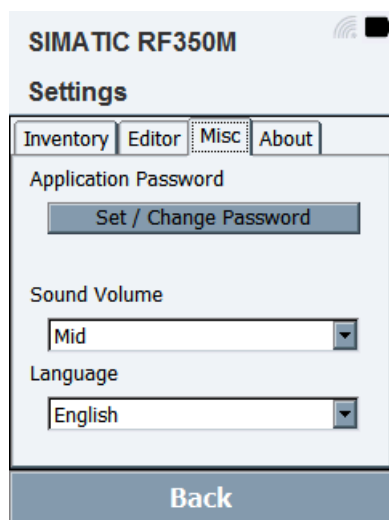 SIMATIC RF350M
Settings
Inventory Editor Misc About
Application Password
Set / Change Password
Sound Volume
Mid
Language
English
Back